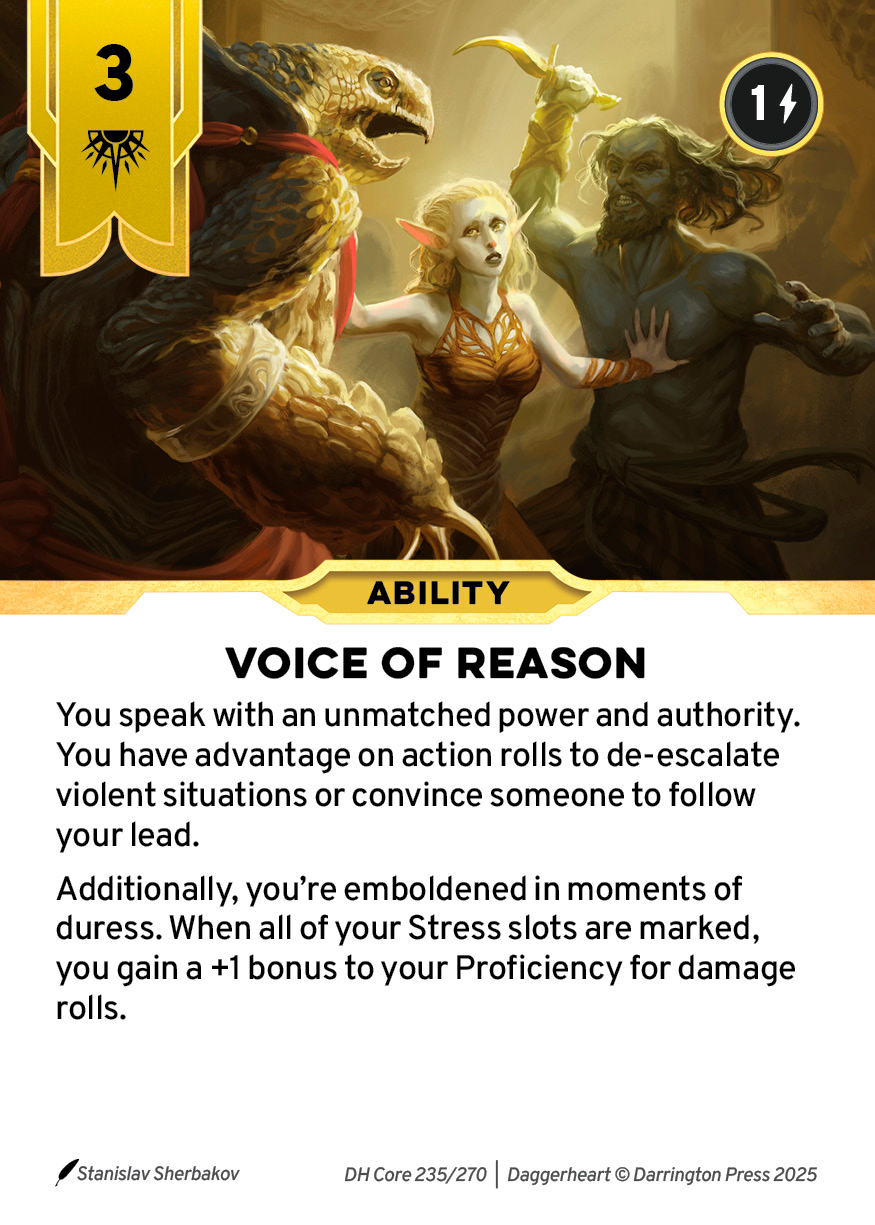 3
1
ABILITY
VOICE OF REASON
You speak with an unmatched power and authority.
You have advantage on action rolls to de-escalate
violent situations or convince someone to follow
your lead.
Additionally, you’re emboldened in moments of
duress. When all of your Stress slots are marked,
you gain a +1 bonus to your Proficiency for damage
rolls.
Stanislav Sherbakov
DH Core 235/270 | Daggerheart © Darrington Press 2025